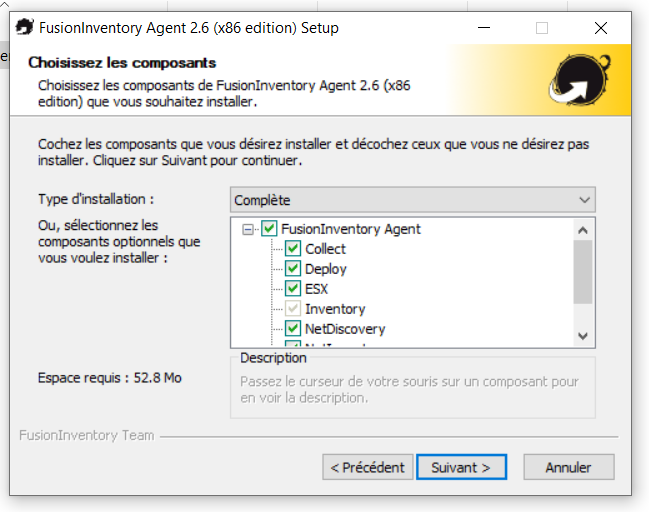 FusionInventory Agent 2.6 (x86 edition) Setup
Choisissez les composants
Choisissez les composants de FusionInventory Agent 2.6 (x86
edition) que vous souhaitez installer.
Cochez les composants que vous désirez installer et décochez ceux que vous ne désirez pas
installer. Cliquez sur Suivant pour continuer.
Type d'installation :
Complète
Ou, sélectionnez les
composants optionnels que
vous voulez installer :
FusionInventory Agent
Collect
Deploy
ESX
Inventory
NetDiscovery
Espace requis : 52.8 Mo
Description
Passez le curseur de votre souris sur un composant pour
en voir la description.
FusionInventory Team
< Précédent
Suivant >
Annuler